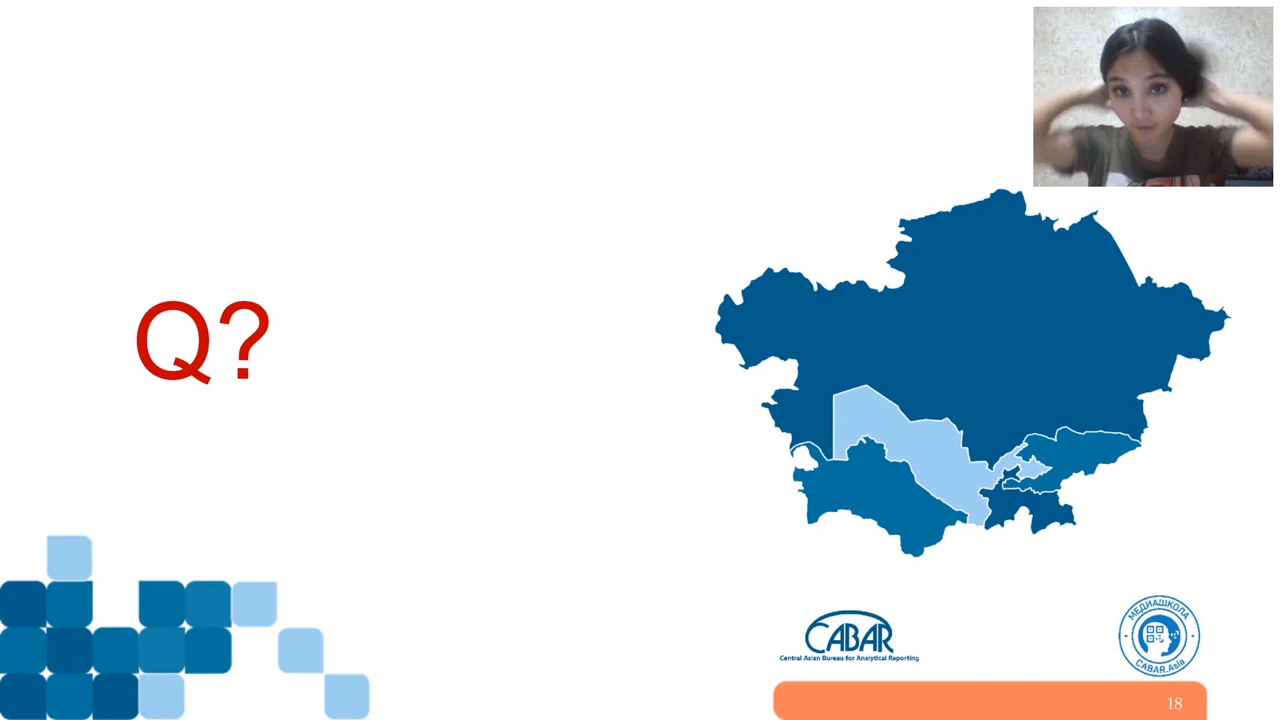 Q?
CABAR
Central Asian Bureau for Analytical Reporting
МЕДИАШКОЛА
CABAR.Asia
18